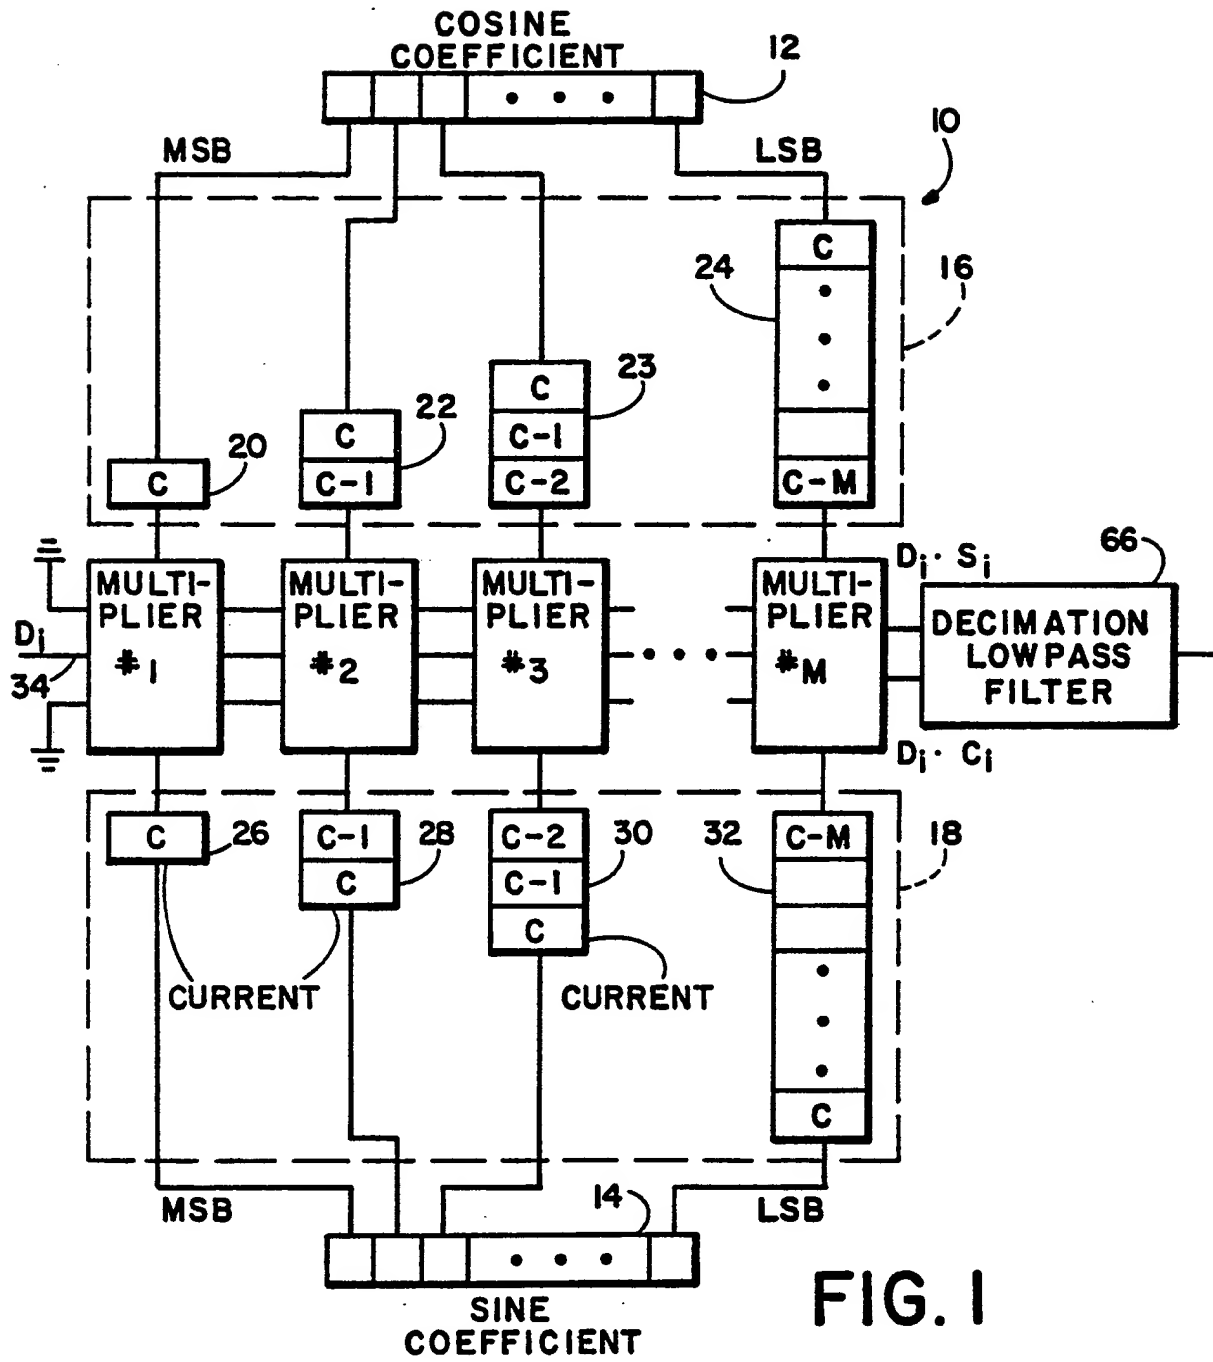 COSINE
COEFFICIENT
12
10
MSB
LSB
C
24
16
C
23
C-1
C-2
C
22
C-1
C
20
C-M
MULTI-
PLIER
#1
MULTI-
PLIER
#2
MULTI-
PLIER
#3
MULTI-
PLIER
#M
Di
34
Di · Si
66
DECIMATION
LOWPASS
FILTER
Di · Ci
C
26
C-1
C
28
C-2
C-1
C
30
32
C-M
18
C
CURRENT
CURRENT
MSB
14
LSB
SINE
COEFFICIENT
FIG. 1